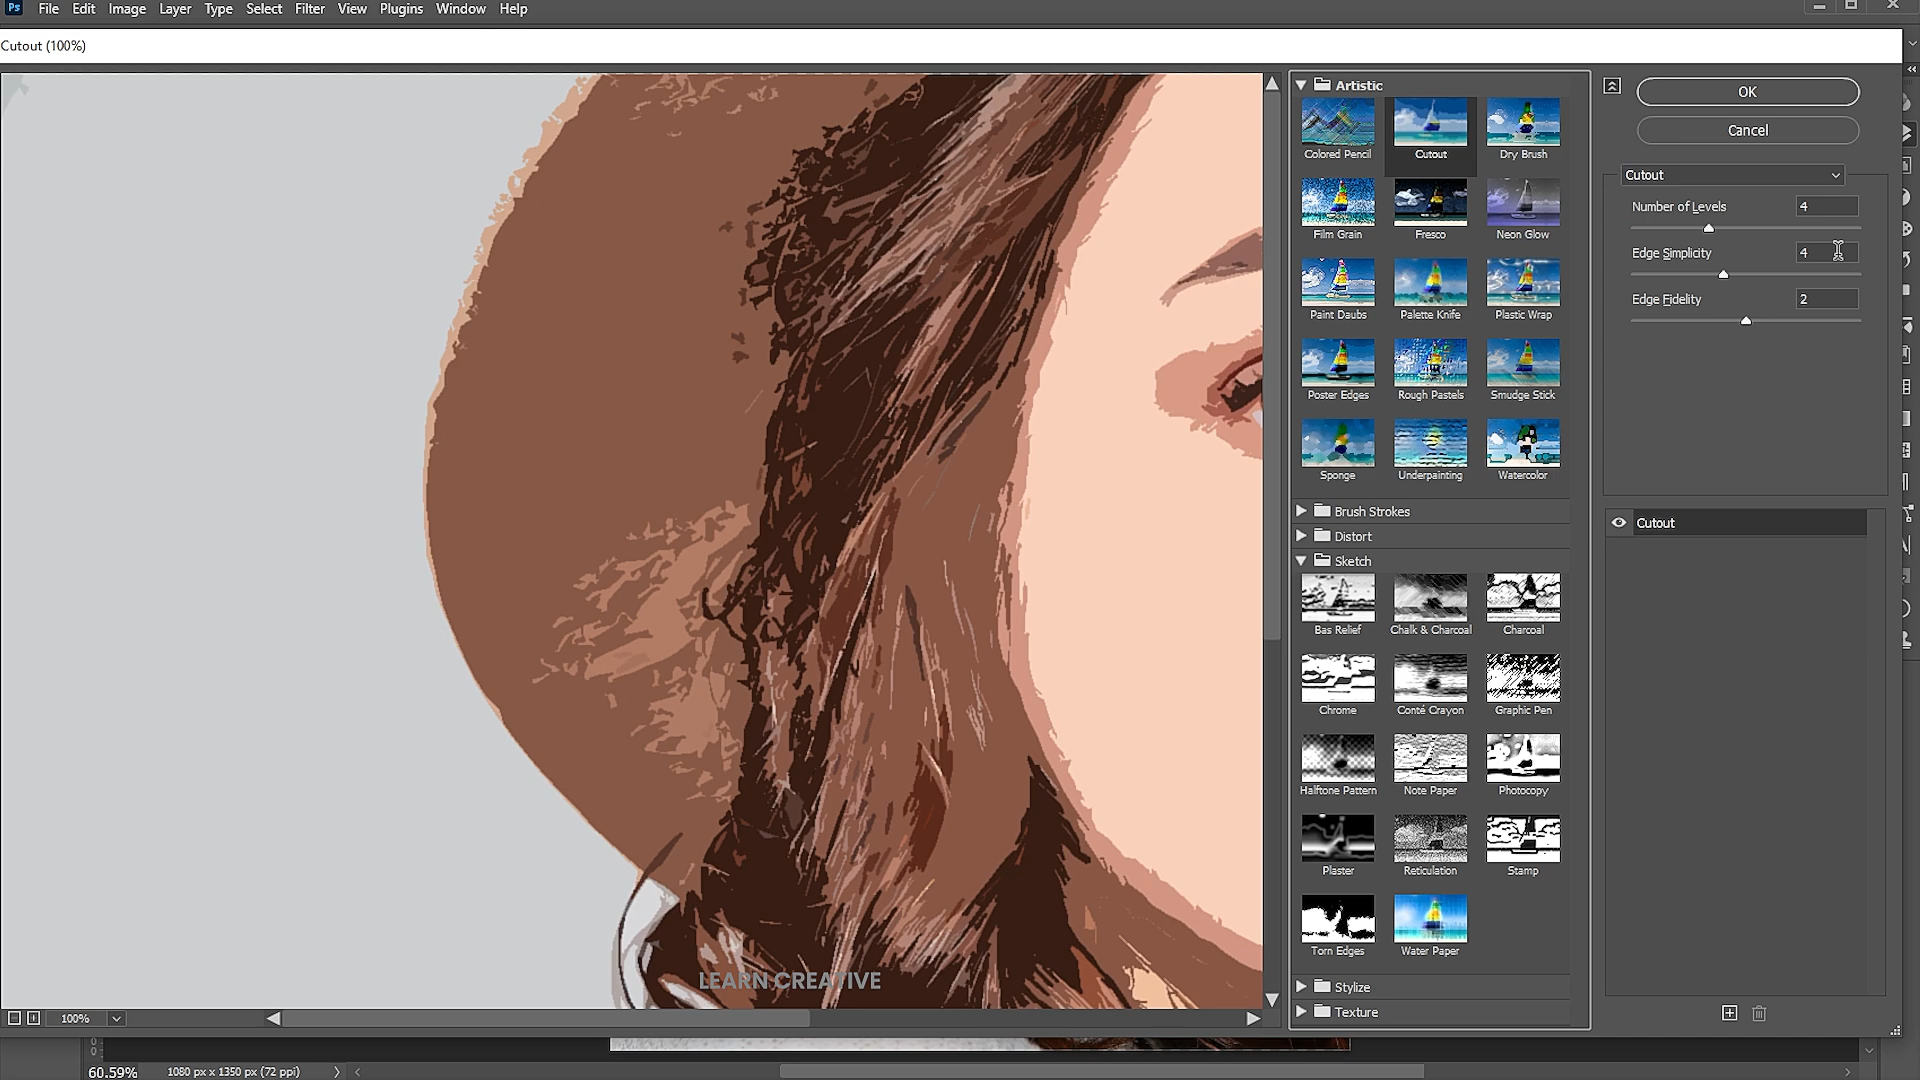 Ps File Edit Image Layer Type Select Filter View Plugins Window Help
Cutout (100%)
Artistic
Colored Pencil Cutout Dry Brush
Film Grain Fresco Neon Glow
Paint Daubs Palette Knife Plastic Wrap
Poster Edges Rough Pastels Smudge Stick
Sponge Underpainting Watercolor
Brush Strokes
Distort
Sketch
Bas Relief Chalk & Charcoal Charcoal
Chrome Conté Crayon Graphic Pen
Halftone Pattern Note Paper Photocopy
Plaster Reticulation Stamp
Torn Edges Water Paper
Stylize
Texture
OK
Cancel
Cutout
Number of Levels 4
Edge Simplicity 4
Edge Fidelity 2
Cutout
LEARN CREATIVE
100%
60.59% 1080 px x 1350 px (72 ppi)